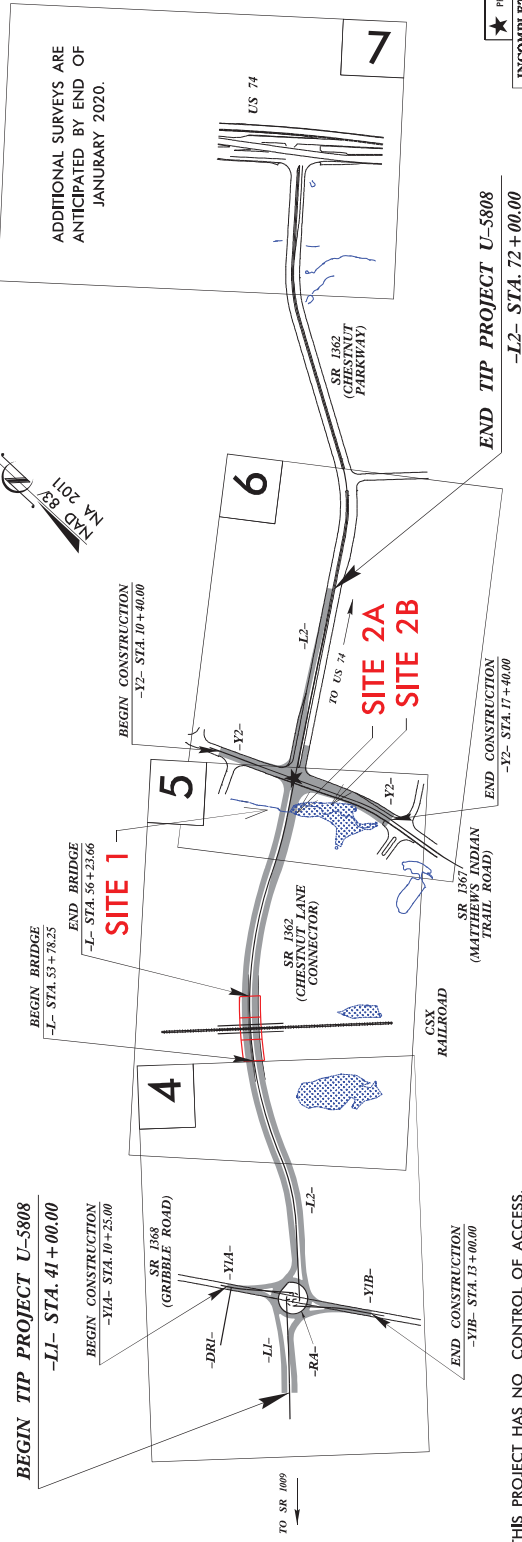 BEGIN TIP PROJECT U-5808
-L1- STA. 41+00.00
BEGIN CONSTRUCTION
-Y1A- STA. 10+25.00
SR 1368
(GRIBBLE ROAD)
-DR1-
-Y1A-
-L1-
-RA-
-Y1B-
-L2-
TO SR 1009
END CONSTRUCTION
-Y1B- STA. 13+00.00
THIS PROJECT HAS NO CONTROL OF ACCESS.
4
BEGIN BRIDGE
-L- STA. 53+78.25
END BRIDGE
-L- STA. 56+23.66
SITE 1
5
SR 1362
(CHESTNUT LANE
CONNECTOR)
CSX
RAILROAD
BEGIN CONSTRUCTION
-Y2- STA. 10+40.00
-Y2-
-L2-
TO US 74
SITE 2A
SITE 2B
-Y2-
SR 1367
(MATTHEWS INDIAN
TRAIL ROAD)
END CONSTRUCTION
-Y2- STA. 17+40.00
6
NAD 83/
NA 2011
SR 1362
(CHESTNUT
PARKWAY)
END TIP PROJECT U-5808
-L2- STA. 72+00.00
ADDITIONAL SURVEYS ARE
ANTICIPATED BY END OF
JANURARY 2020.
7
US 74